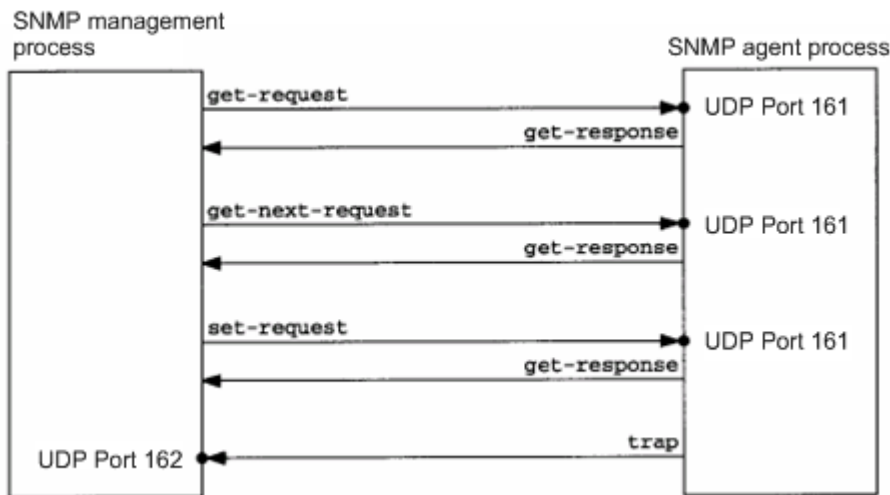 SNMP management
process
SNMP agent process
get-request
UDP Port 161
get-response
get-next-request
UDP Port 161
get-response
set-request
UDP Port 161
get-response
trap
UDP Port 162